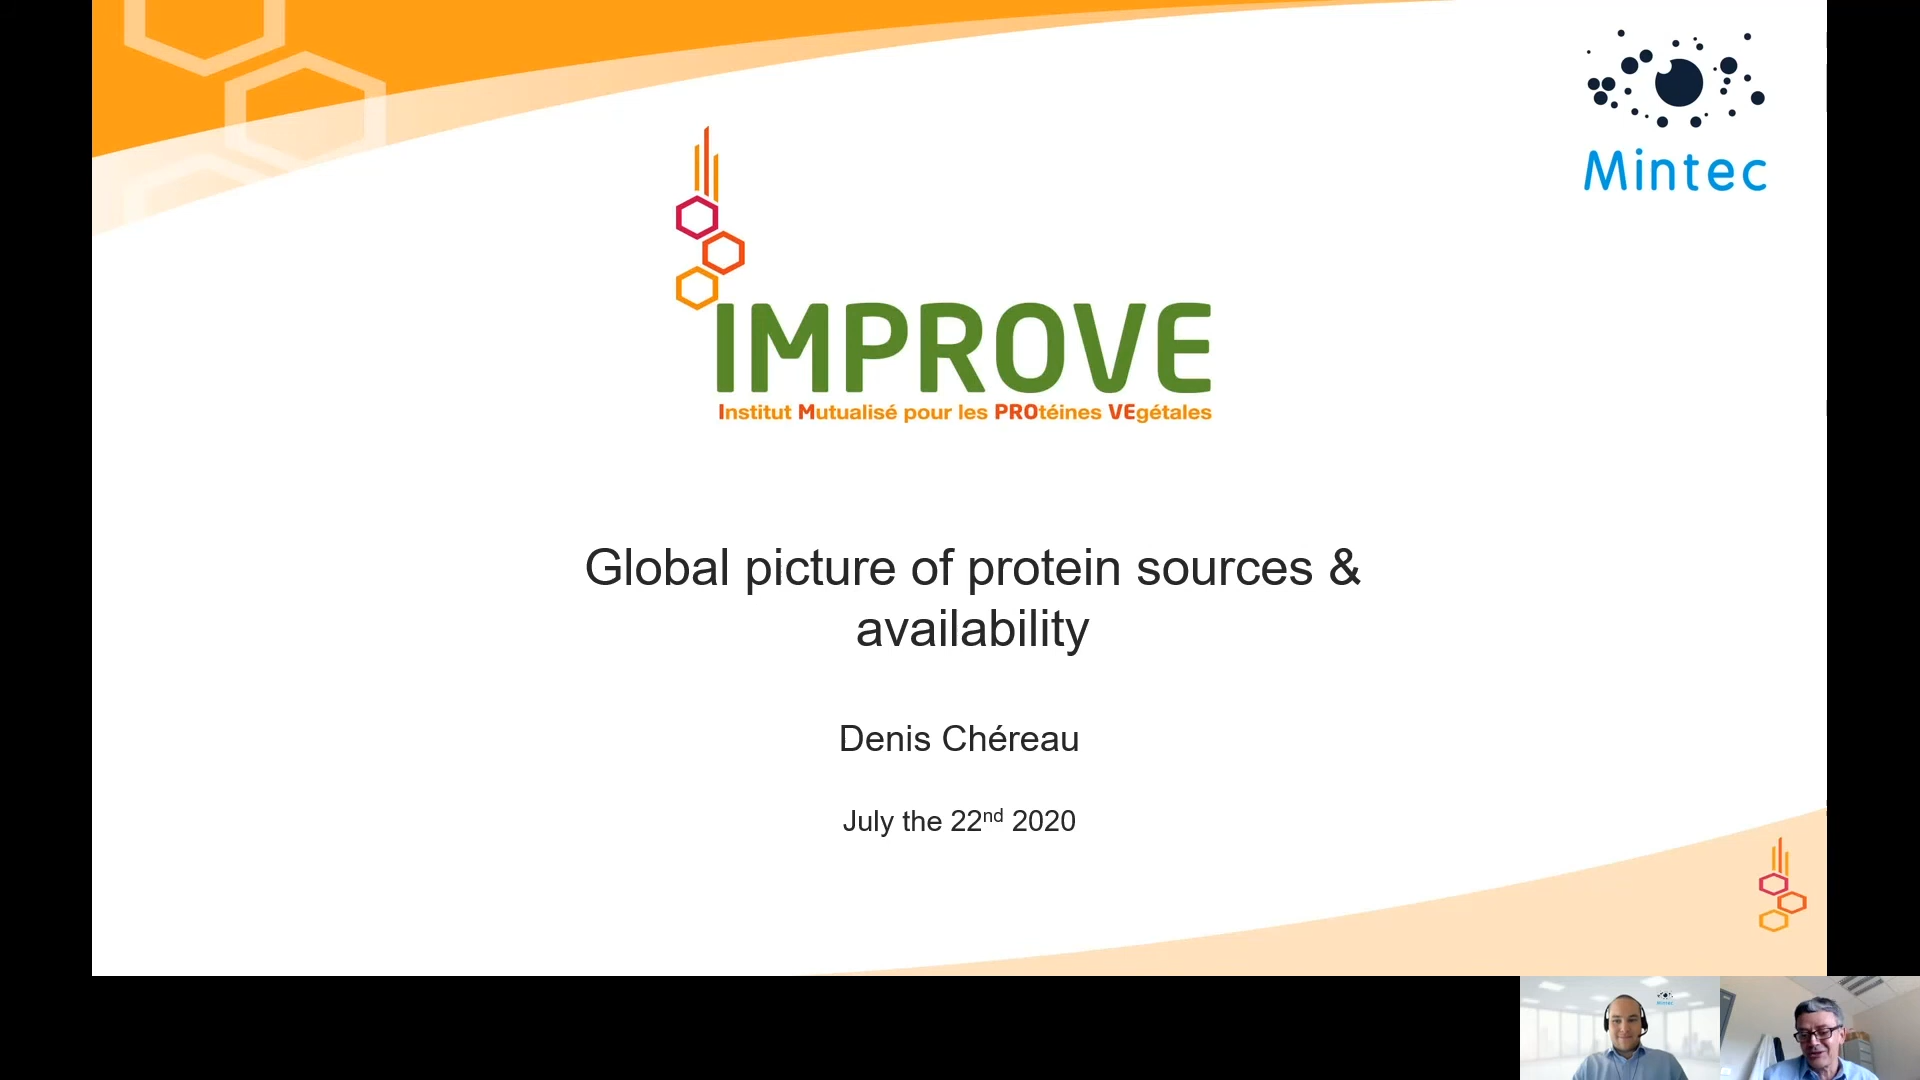 Mintec
IMPROVE
Institut Mutualisé pour les PROtéines VEgétales
Global picture of protein sources &
availability
Denis Chéreau
July the 22nd 2020